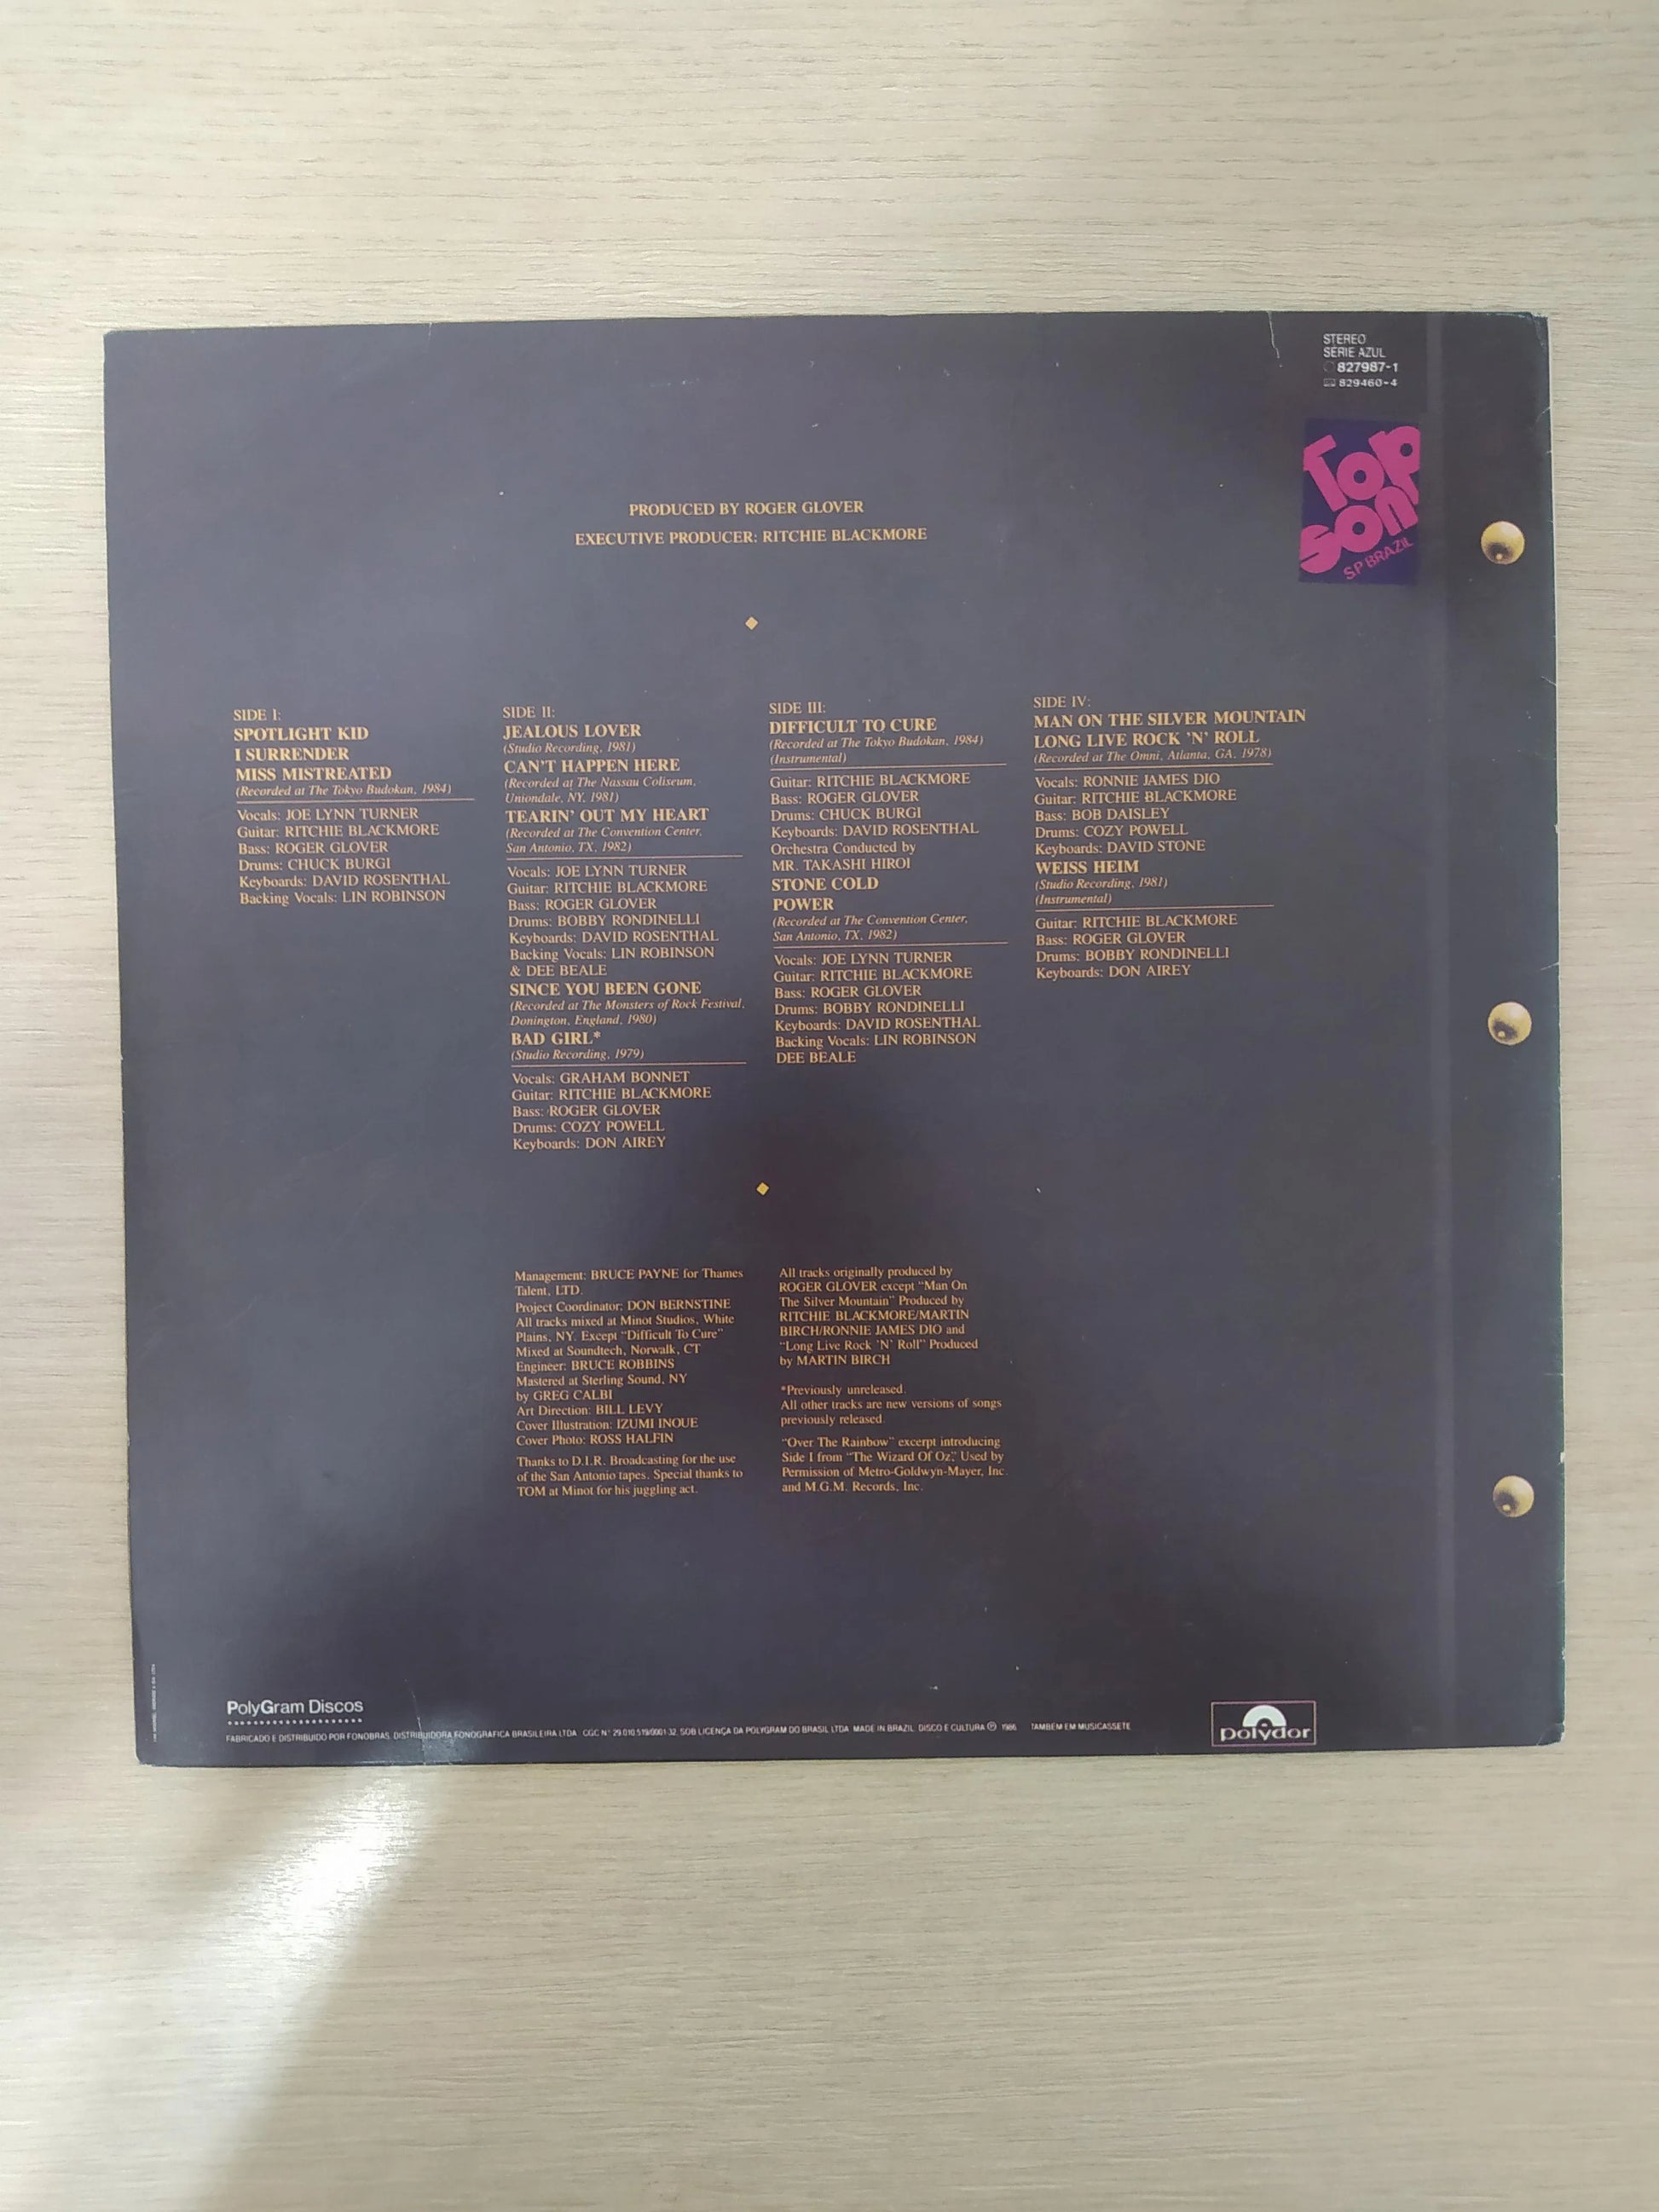 STEREO
SÉRIE AZUL
827987-1
829460-4
Top
som
SP BRAZIL
PRODUCED BY ROGER GLOVER
EXECUTIVE PRODUCER: RITCHIE BLACKMORE
SIDE I:
SPOTLIGHT KID
I SURRENDER
MISS MISTREATED
(Recorded at The Tokyo Budokan, 1984)
Vocals: JOE LYNN TURNER
Guitar: RITCHIE BLACKMORE
Bass: ROGER GLOVER
Drums: CHUCK BURGI
Keyboards: DAVID ROSENTHAL
Backing Vocals: LIN ROBINSON
SIDE II:
JEALOUS LOVER
(Studio Recording, 1981)
CAN'T HAPPEN HERE
(Recorded at The Nassau Coliseum,
Uniondale, NY, 1981)
TEARIN' OUT MY HEART
(Recorded at The Convention Center,
San Antonio, TX, 1982)
Vocals: JOE LYNN TURNER
Guitar: RITCHIE BLACKMORE
Bass: ROGER GLOVER
Drums: BOBBY RONDINELLI
Keyboards: DAVID ROSENTHAL
Backing Vocals: LIN ROBINSON
& DEE BEALE
SINCE YOU BEEN GONE
(Recorded at The Monsters of Rock Festival,
Donington, England, 1980)
BAD GIRL*
(Studio Recording, 1979)
Vocals: GRAHAM BONNET
Guitar: RITCHIE BLACKMORE
Bass: ROGER GLOVER
Drums: COZY POWELL
Keyboards: DON AIREY
SIDE III:
DIFFICULT TO CURE
(Recorded at The Tokyo Budokan, 1984)
(Instrumental)
Guitar: RITCHIE BLACKMORE
Bass: ROGER GLOVER
Drums: CHUCK BURGI
Keyboards: DAVID ROSENTHAL
Orchestra Conducted by
MR. TAKASHI HIROI
STONE COLD
POWER
(Recorded at The Convention Center,
San Antonio, TX, 1982)
Vocals: JOE LYNN TURNER
Guitar: RITCHIE BLACKMORE
Bass: ROGER GLOVER
Drums: BOBBY RONDINELLI
Keyboards: DAVID ROSENTHAL
Backing Vocals: LIN ROBINSON
DEE BEALE
SIDE IV:
MAN ON THE SILVER MOUNTAIN
LONG LIVE ROCK 'N' ROLL
(Recorded at The Omni, Atlanta, GA, 1978)
Vocals: RONNIE JAMES DIO
Guitar: RITCHIE BLACKMORE
Bass: BOB DAISLEY
Drums: COZY POWELL
Keyboards: DAVID STONE
WEISS HEIM
(Studio Recording, 1981)
(Instrumental)
Guitar: RITCHIE BLACKMORE
Bass: ROGER GLOVER
Drums: BOBBY RONDINELLI
Keyboards: DON AIREY
Management: BRUCE PAYNE for Thames
Talent, LTD.
Project Coordinator: DON BERNSTINE
All tracks mixed at Minot Studios, White
Plains, NY. Except "Difficult To Cure"
Mixed at Soundtech, Norwalk, CT
Engineer: BRUCE ROBBINS
Mastered at Sterling Sound, NY
by GREG CALBI
Art Direction: BILL LEVY
Cover Illustration: IZUMI INOUE
Cover Photo: ROSS HALFIN
Thanks to D.I.R. Broadcasting for the use
of the San Antonio tapes. Special thanks to
TOM at Minot for his juggling act.
All tracks originally produced by
ROGER GLOVER except "Man On
The Silver Mountain" Produced by
RITCHIE BLACKMORE/MARTIN
BIRCH/RONNIE JAMES DIO and
"Long Live Rock 'N' Roll" Produced
by MARTIN BIRCH
*Previously unreleased.
All other tracks are new versions of songs
previously released.
"Over The Rainbow" excerpt introducing
Side I from "The Wizard Of Oz," Used by
Permission of Metro-Goldwyn-Mayer, Inc.
and M.G.M. Records, Inc.
PolyGram Discos
FABRICADO E DISTRIBUIDO POR FONOBRAS, DISTRIBUIDORA FONOGRAFICA BRASILEIRA LTDA CGC N° 29.010.519/0001-32, SOB LICENÇA DA POLYGRAM DO BRASIL LTDA MADE IN BRAZIL. DISCO E CULTURA ℗ 1986 TAMBEM EM MUSICASSETE
polydor